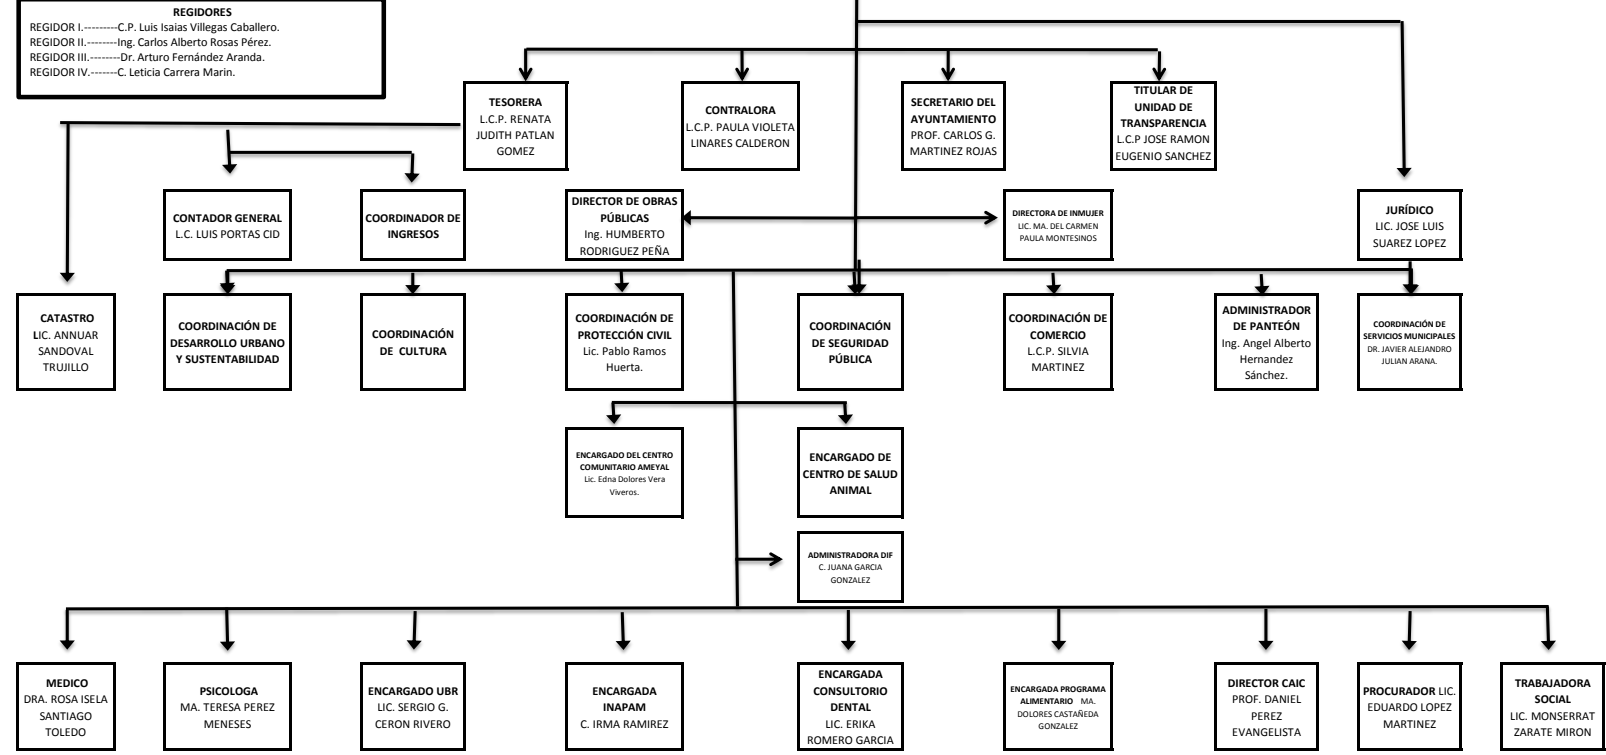 REGIDORES
REGIDOR I.---------C.P. Luis Isaias Villegas Caballero.
REGIDOR II.--------Ing. Carlos Alberto Rosas Pérez.
REGIDOR III.--------Dr. Arturo Fernández Aranda.
REGIDOR IV.-------C. Leticia Carrera Marin.
TESORERA
L.C.P. RENATA
JUDITH PATLAN
GOMEZ
CONTRALORA
L.C.P. PAULA VIOLETA
LINARES CALDERON
SECRETARIO DEL
AYUNTAMIENTO
PROF. CARLOS G.
MARTINEZ ROJAS
TITULAR DE
UNIDAD DE
TRANSPARENCIA
L.C.P JOSE RAMON
EUGENIO SANCHEZ
CONTADOR GENERAL
L.C. LUIS PORTAS CID
COORDINADOR DE
INGRESOS
DIRECTOR DE OBRAS
PÚBLICAS
Ing. HUMBERTO
RODRIGUEZ PEÑA
DIRECTORA DE INMUJER
LIC. MA. DEL CARMEN
PAULA MONTESINOS
JURÍDICO
LIC. JOSE LUIS
SUAREZ LOPEZ
CATASTRO
LIC. ANNUAR
SANDOVAL
TRUJILLO
COORDINACIÓN DE
DESARROLLO URBANO
Y SUSTENTABILIDAD
COORDINACIÓN
DE CULTURA
COORDINACIÓN DE
PROTECCIÓN CIVIL
Lic. Pablo Ramos
Huerta.
COORDINACIÓN
DE SEGURIDAD
PÚBLICA
COORDINACIÓN DE
COMERCIO
L.C.P. SILVIA
MARTINEZ
ADMINISTRADOR
DE PANTEÓN
Ing. Angel Alberto
Hernandez
Sánchez.
COORDINACIÓN DE
SERVICIOS MUNICIPALES
DR. JAVIER ALEJANDRO
JULIAN ARANA.
ENCARGADO DEL CENTRO
COMUNITARIO AMEYAL
Lic. Edna Dolores Vera
Viveros.
ENCARGADO DE
CENTRO DE SALUD
ANIMAL
ADMINISTRADORA DIF
C. JUANA GARCIA
GONZALEZ
MEDICO
DRA. ROSA ISELA
SANTIAGO
TOLEDO
PSICOLOGA
MA. TERESA PEREZ
MENESES
ENCARGADO UBR
LIC. SERGIO G.
CERON RIVERO
ENCARGADA
INAPAM
C. IRMA RAMIREZ
ENCARGADA
CONSULTORIO
DENTAL
LIC. ERIKA
ROMERO GARCIA
ENCARGADA PROGRAMA
ALIMENTARIO MA.
DOLORES CASTAÑEDA
GONZALEZ
DIRECTOR CAIC
PROF. DANIEL
PEREZ
EVANGELISTA
PROCURADOR LIC.
EDUARDO LOPEZ
MARTINEZ
TRABAJADORA
SOCIAL
LIC. MONSERRAT
ZARATE MIRON